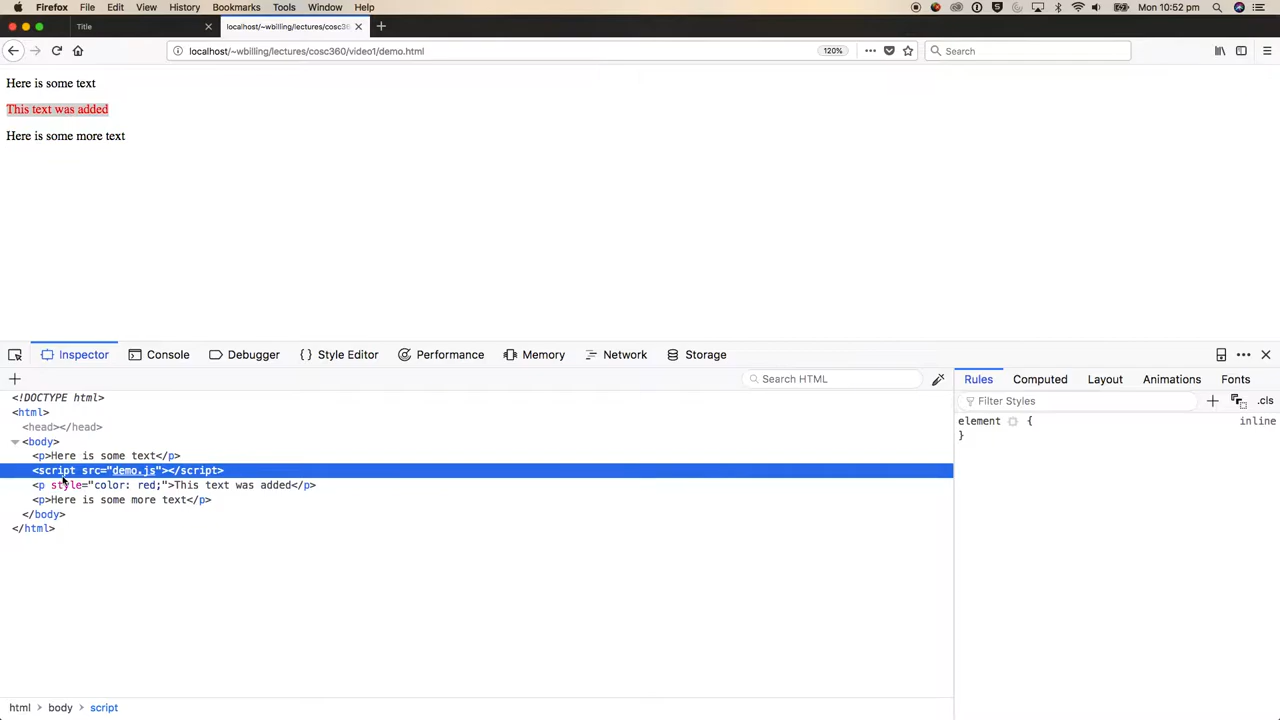 Firefox File Edit View History Bookmarks Tools Window Help Mon 10:52 pm
Title localhost/~wbilling/lectures/cosc36
localhost/~wbilling/lectures/cosc360/video1/demo.html 120% Search
Here is some text
This text was added
Here is some more text
Inspector Console Debugger { } Style Editor Performance Memory Network Storage
+ Search HTML Rules Computed Layout Animations Fonts
Filter Styles + .cls
<!DOCTYPE html>
<html>
<head></head>
<body>
<p>Here is some text</p>
<script src="demo.js"></script>
<p style="color: red;">This text was added</p>
<p>Here is some more text</p>
</body>
</html>
element { inline
}
html > body > script